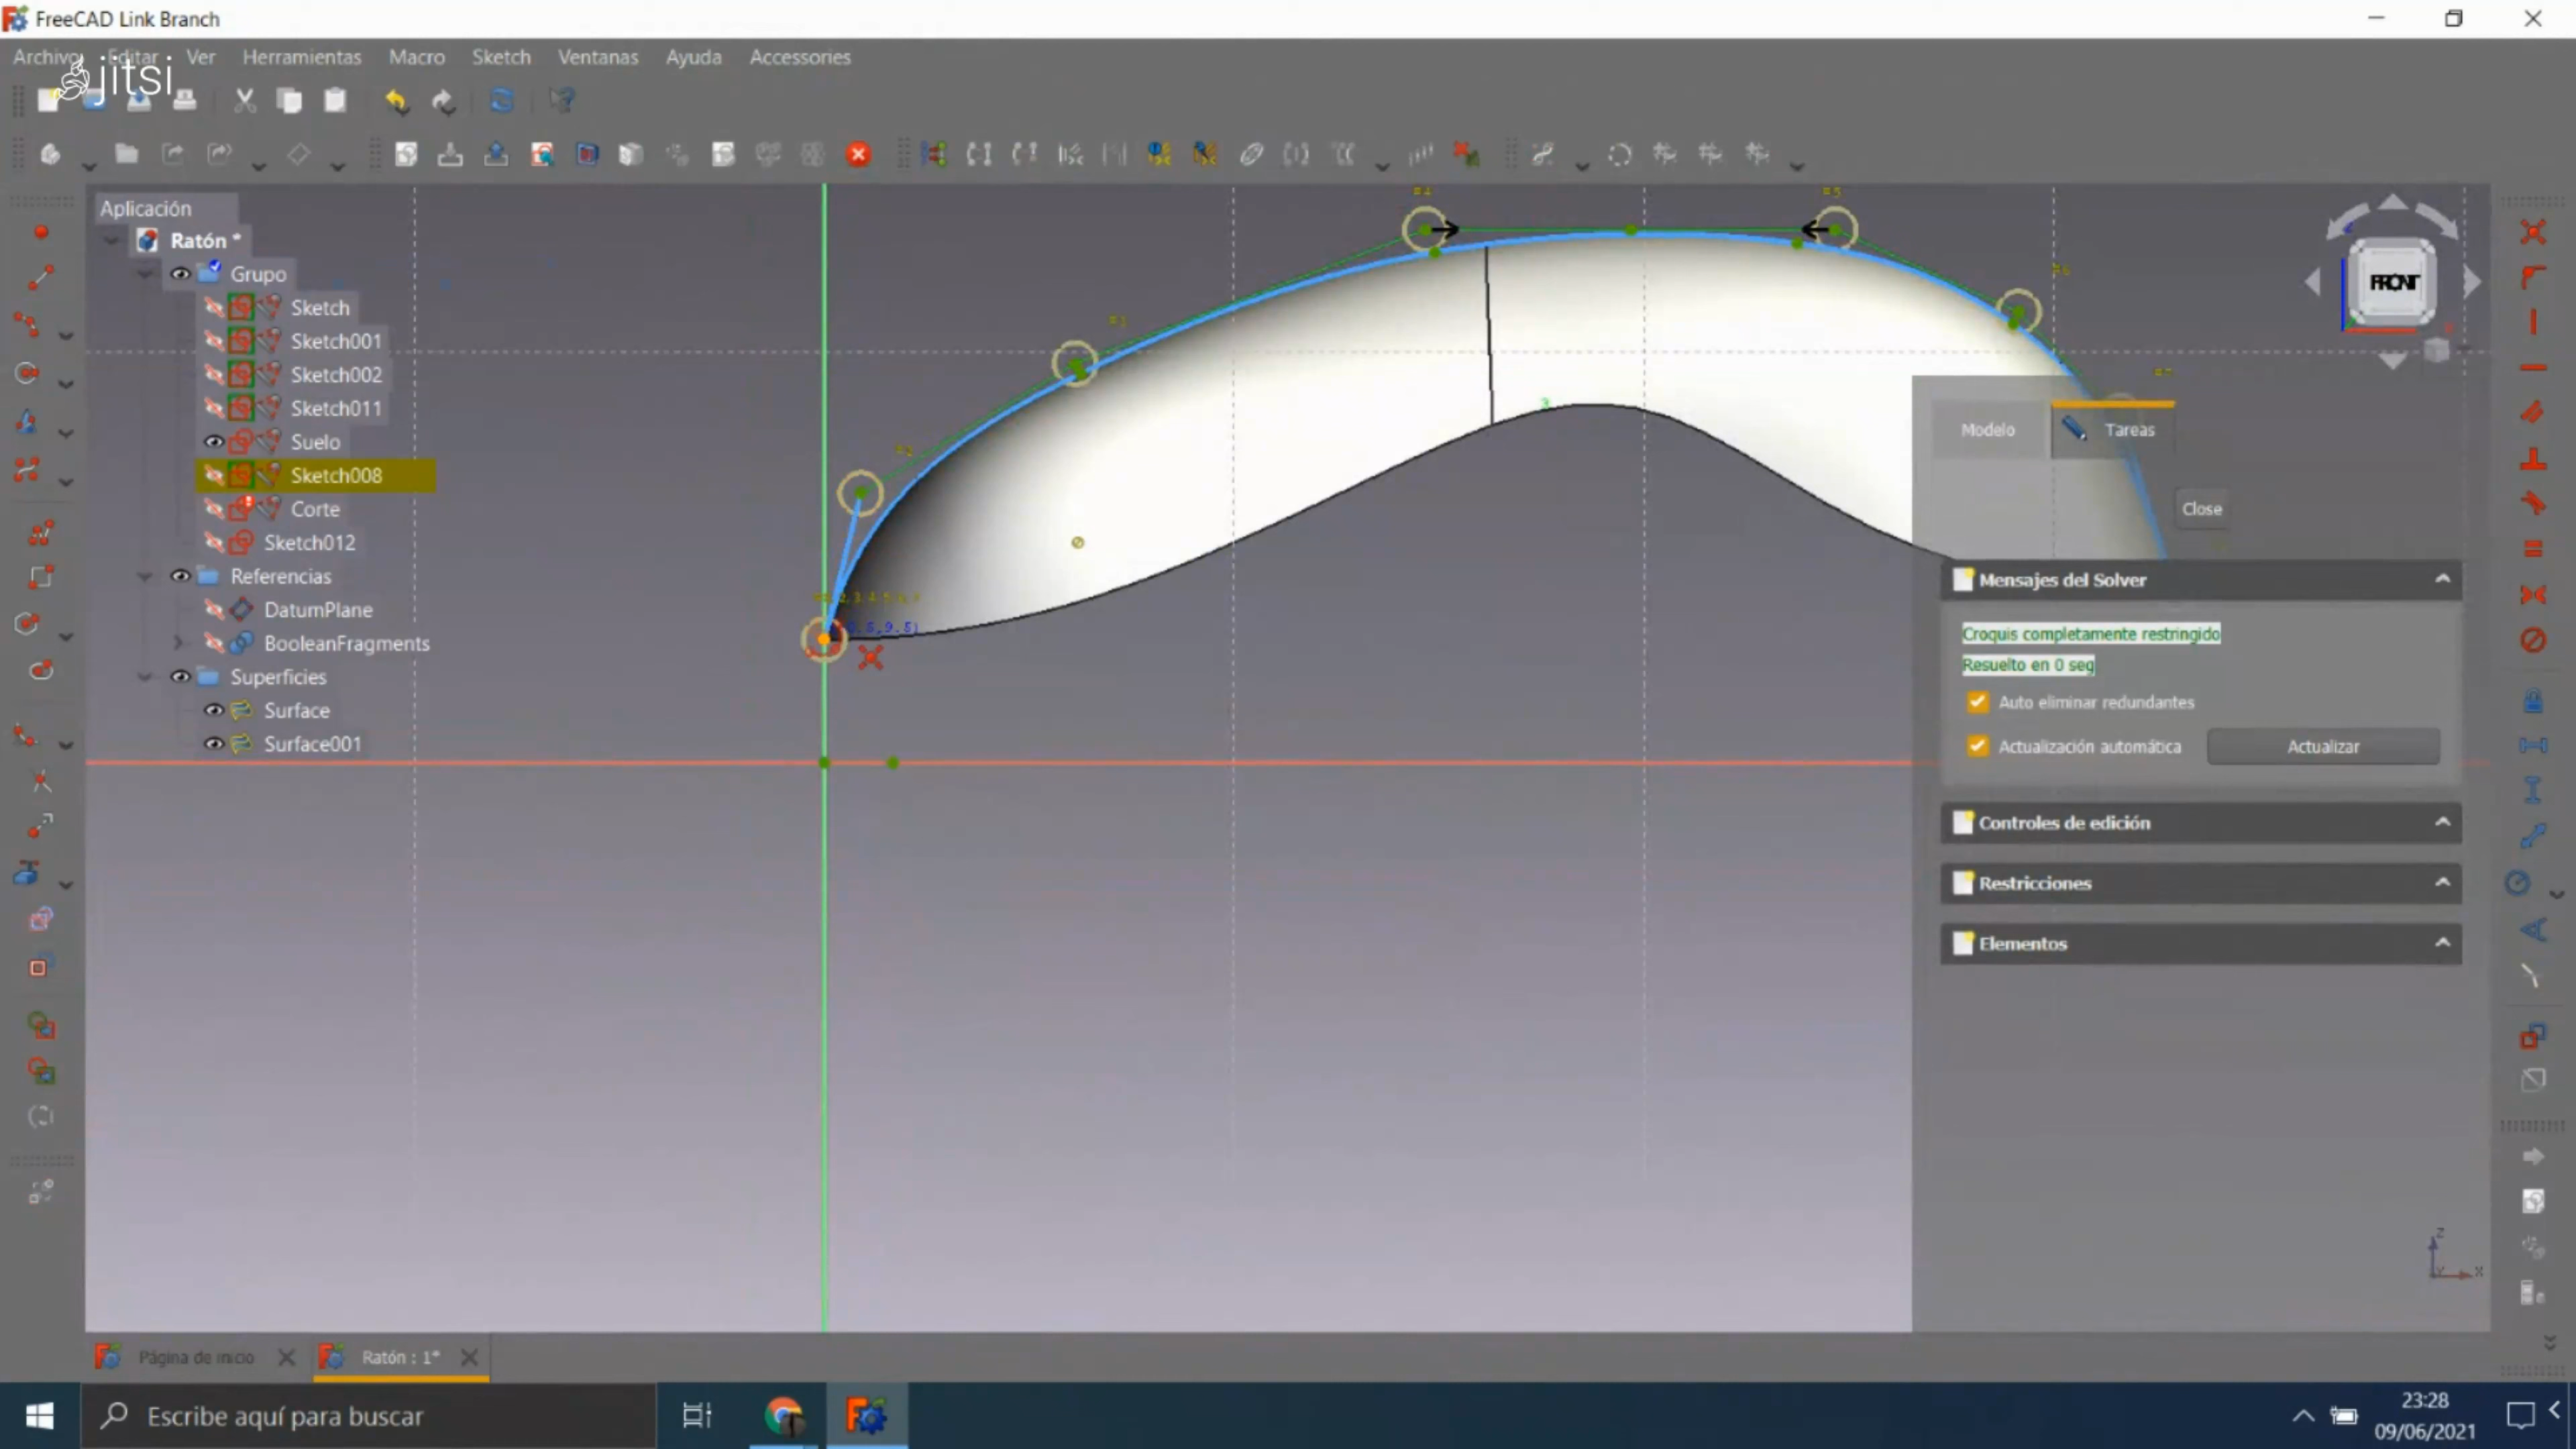 FreeCAD Link Branch
Archivo Editar Ver Herramientas Macro Sketch Ventanas Ayuda Accessories
jitsi
Aplicación
Ratón *
Grupo
Sketch
Sketch001
Sketch002
Sketch011
Suelo
Sketch008
Corte
Sketch012
Referencias
DatumPlane
BooleanFragments
Superficies
Surface
Surface001
FRONT
3
Modelo
Tareas
Close
Mensajes del Solver
Croquis completamente restringido
Resuelto en 0 seg
Auto eliminar redundantes
Actualización automática
Actualizar
Controles de edición
Restricciones
Elementos
Z
X
Página de inicio
Ratón : 1*
Escribe aquí para buscar
23:28
09/06/2021